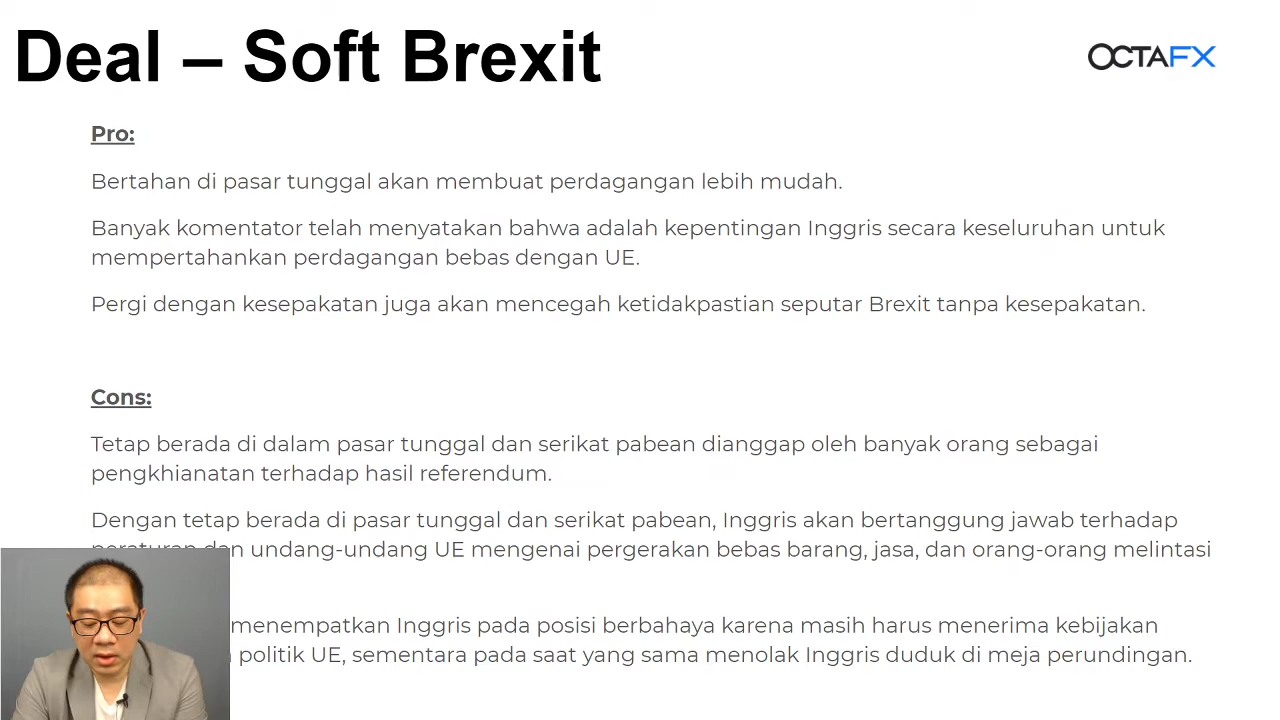 Deal – Soft Brexit
OCTAFX
Pro:
Bertahan di pasar tunggal akan membuat perdagangan lebih mudah.
Banyak komentator telah menyatakan bahwa adalah kepentingan Inggris secara keseluruhan untuk
mempertahankan perdagangan bebas dengan UE.
Pergi dengan kesepakatan juga akan mencegah ketidakpastian seputar Brexit tanpa kesepakatan.
Cons:
Tetap berada di dalam pasar tunggal dan serikat pabean dianggap oleh banyak orang sebagai
pengkhianatan terhadap hasil referendum.
Dengan tetap berada di pasar tunggal dan serikat pabean, Inggris akan bertanggung jawab terhadap
undang-undang UE mengenai pergerakan bebas barang, jasa, dan orang-orang melintasi
menempatkan Inggris pada posisi berbahaya karena masih harus menerima kebijakan
politik UE, sementara pada saat yang sama menolak Inggris duduk di meja perundingan.